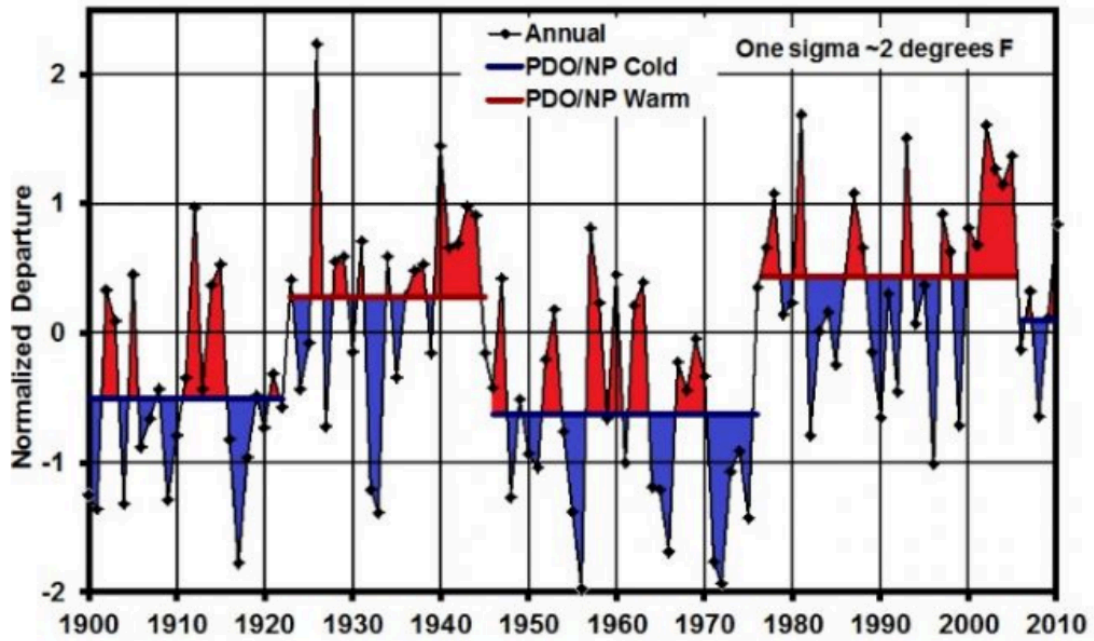 Annual
PDO/NP Cold
PDO/NP Warm
One sigma ~2 degrees F
Normalized Departure
2
1
0
-1
-2
1900 1910 1920 1930 1940 1950 1960 1970 1980 1990 2000 2010